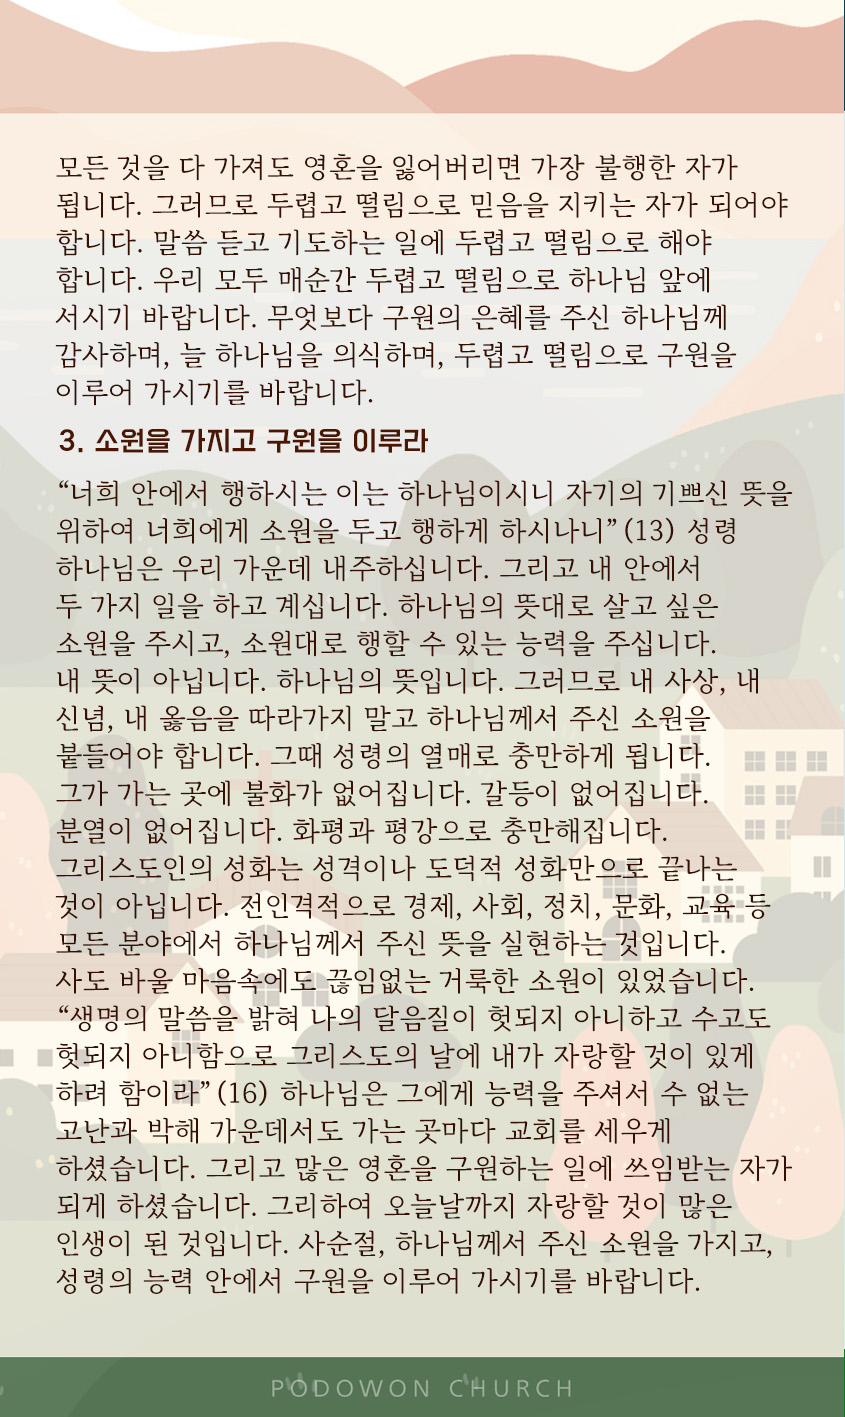 모든 것을 다 가져도 영혼을 잃어버리면 가장 불행한 자가
됩니다. 그러므로 두렵고 떨림으로 믿음을 지키는 자가 되어야
합니다. 말씀 듣고 기도하는 일에 두렵고 떨림으로 해야
합니다. 우리 모두 매순간 두렵고 떨림으로 하나님 앞에
서시기 바랍니다. 무엇보다 구원의 은혜를 주신 하나님께
감사하며, 늘 하나님을 의식하며, 두렵고 떨림으로 구원을
이루어 가시기를 바랍니다.
3. 소원을 가지고 구원을 이루라
“너희 안에서 행하시는 이는 하나님이시니 자기의 기쁘신 뜻을
위하여 너희에게 소원을 두고 행하게 하시나니”(13) 성령
하나님은 우리 가운데 내주하십니다. 그리고 내 안에서
두 가지 일을 하고 계십니다. 하나님의 뜻대로 살고 싶은
소원을 주시고, 소원대로 행할 수 있는 능력을 주십니다.
내 뜻이 아닙니다. 하나님의 뜻입니다. 그러므로 내 사상, 내
신념, 내 옳음을 따라가지 말고 하나님께서 주신 소원을
붙들어야 합니다. 그때 성령의 열매로 충만하게 됩니다.
그가 가는 곳에 불화가 없어집니다. 갈등이 없어집니다.
분열이 없어집니다. 화평과 평강으로 충만해집니다.
그리스도인의 성화는 성격이나 도덕적 성화만으로 끝나는
것이 아닙니다. 전인격적으로 경제, 사회, 정치, 문화, 교육 등
모든 분야에서 하나님께서 주신 뜻을 실현하는 것입니다.
사도 바울 마음속에도 끊임없는 거룩한 소원이 있었습니다.
“생명의 말씀을 밝혀 나의 달음질이 헛되지 아니하고 수고도
헛되지 아니함으로 그리스도의 날에 내가 자랑할 것이 있게
하려 함이라”(16) 하나님은 그에게 능력을 주셔서 수 없는
고난과 박해 가운데서도 가는 곳마다 교회를 세우게
하셨습니다. 그리고 많은 영혼을 구원하는 일에 쓰임받는 자가
되게 하셨습니다. 그리하여 오늘날까지 자랑할 것이 많은
인생이 된 것입니다. 사순절, 하나님께서 주신 소원을 가지고,
성령의 능력 안에서 구원을 이루어 가시기를 바랍니다.
PODOWON CHURCH